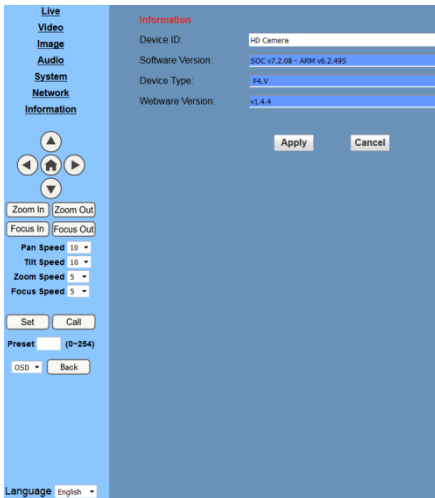 Live
Video
Image
Audio
System
Network
Information
Zoom In Zoom Out
Focus In Focus Out
Pan Speed 10
Tilt Speed 10
Zoom Speed 5
Focus Speed 5
Set Call
Preset (0~254)
OSD Back
Language English
Information
Device ID: HD Camera
Software Version: SOC v7.2.08 - ARM v6.2.49S
Device Type: F4.V
Webware Version: v1.4.4
Apply Cancel